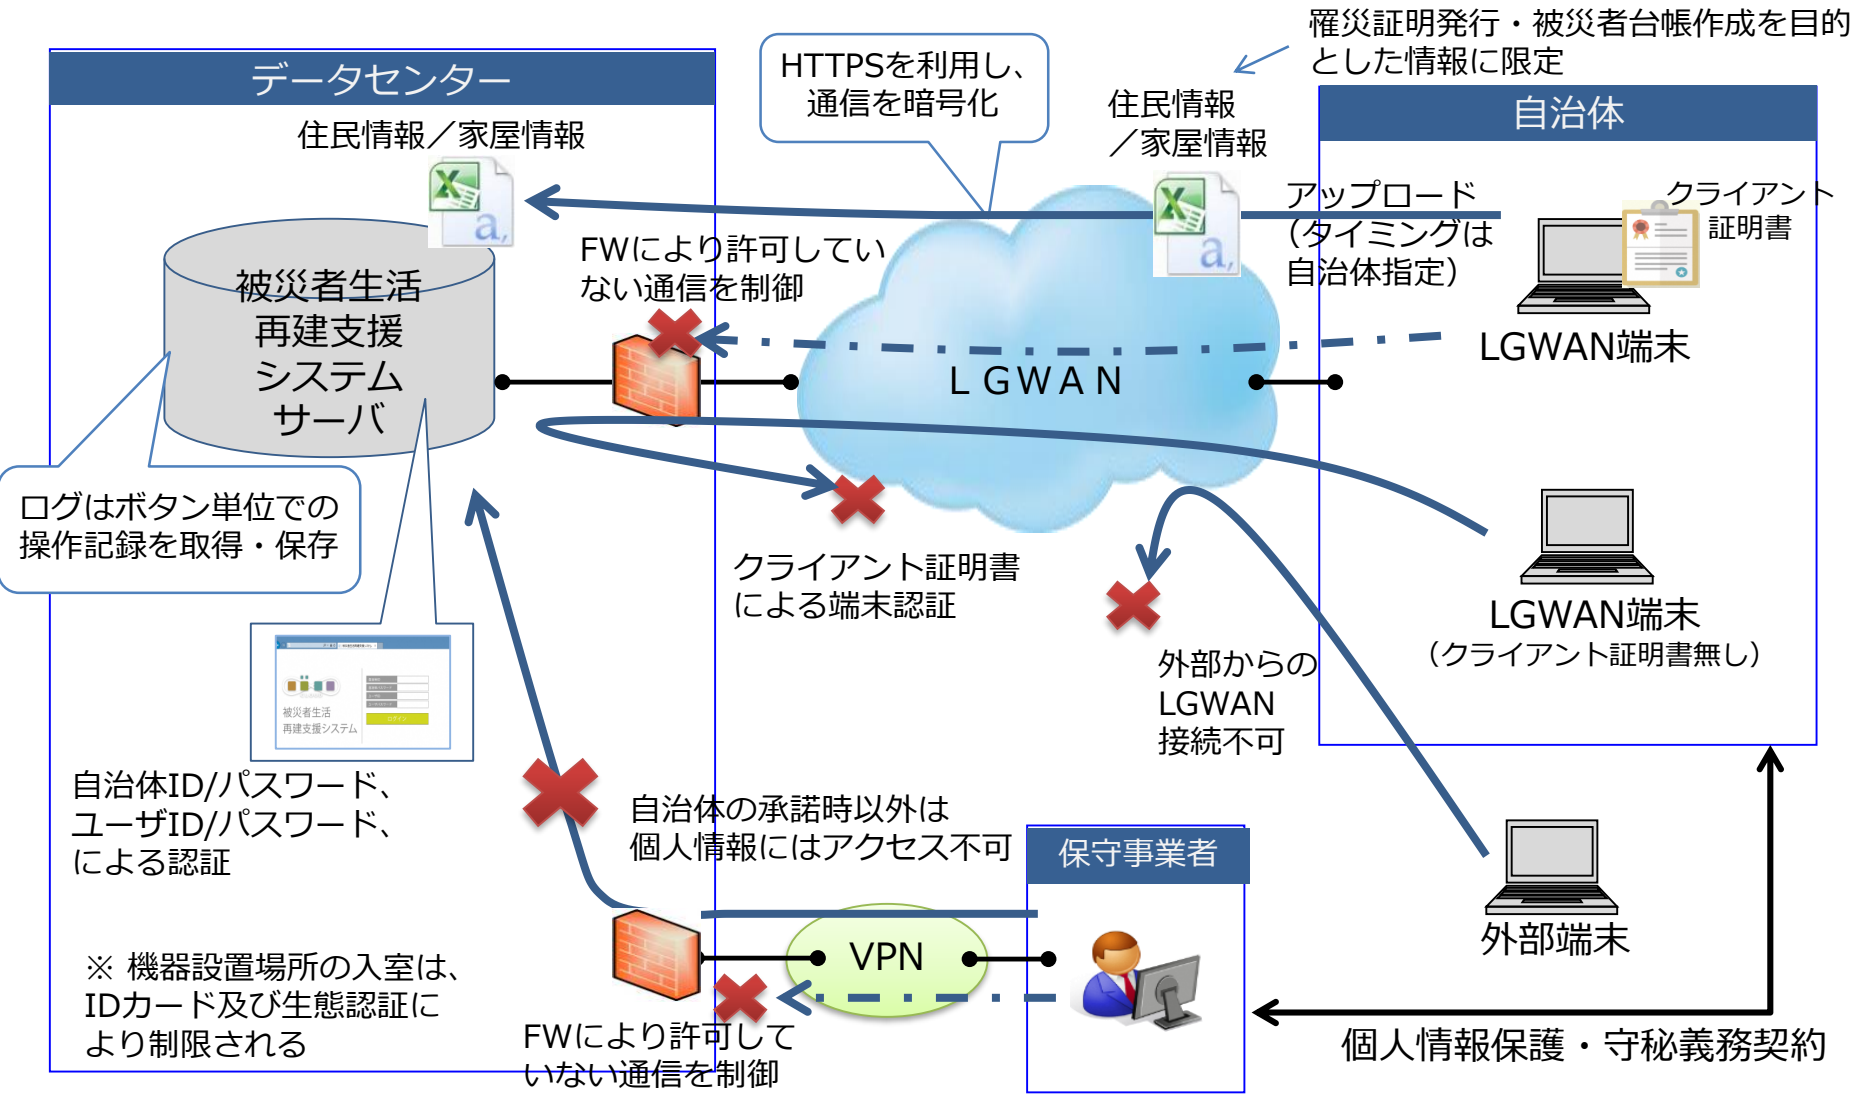 罹災証明発行・被災者台帳作成を目的
とした情報に限定
データセンター
HTTPSを利用し、
通信を暗号化
住民情報
／家屋情報
自治体
住民情報／家屋情報
アップロード
（タイミングは
自治体指定）
クライアント
証明書
FWにより許可してい
ない通信を制御
被災者生活
再建支援
システム
サーバ
LGWAN端末
ＬGWAN
ログはボタン単位での
操作記録を取得・保存
クライアント証明書
による端末認証
LGWAN端末
（クライアント証明書無し）
外部からの
LGWAN
接続不可
被災者生活
再建支援システム
ログイン
自治体ID/パスワード、
ユーザID/パスワード、
による認証
自治体の承諾時以外は
個人情報にはアクセス不可
保守事業者
外部端末
VPN
※ 機器設置場所の入室は、
IDカード及び生態認証に
より制限される
FWにより許可して
いない通信を制御
個人情報保護・守秘義務契約